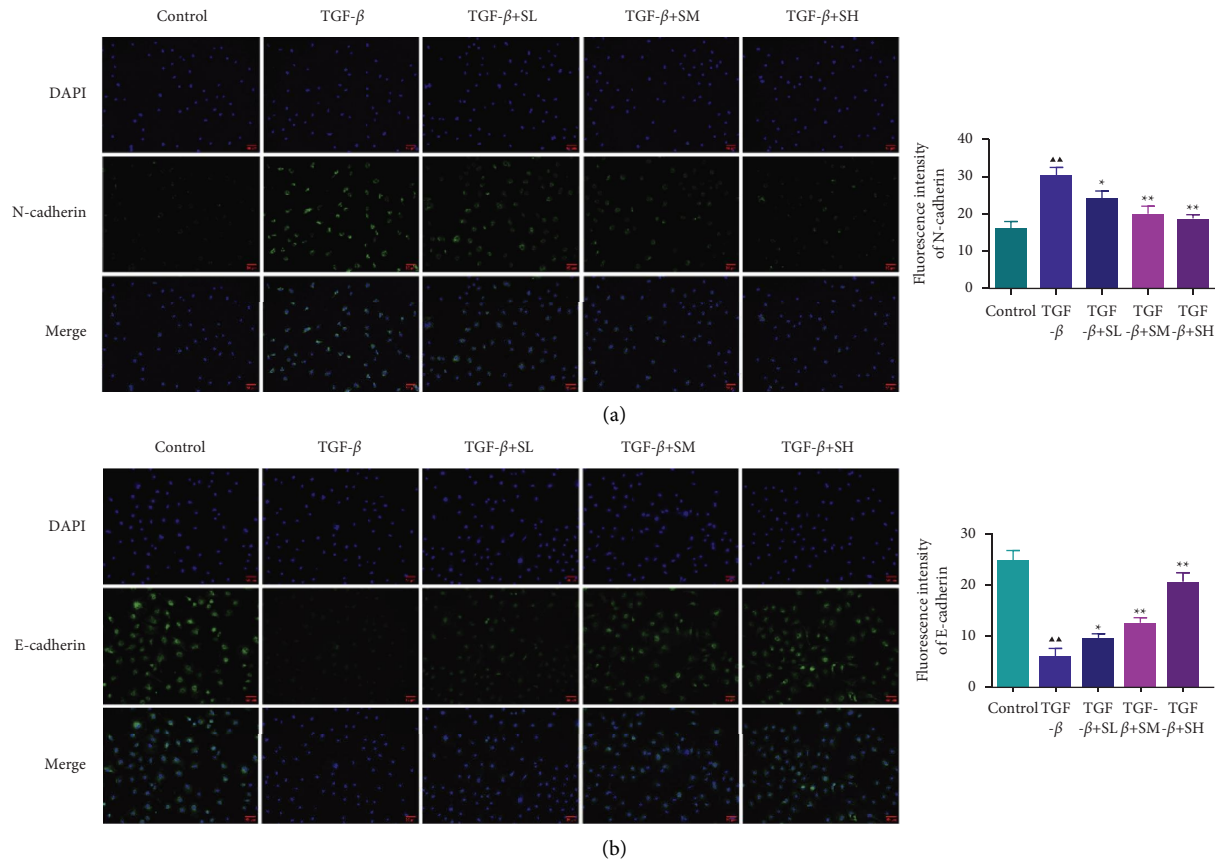 Control TGF-β TGF-β+SL TGF-β+SM TGF-β+SH
DAPI
N-cadherin
Merge
Fluorescence intensity
of N-cadherin
40
30
20
10
0
▲▲
*
**
**
Control TGF TGF TGF TGF
-β -β+SL -β+SM -β+SH
(a)
Control TGF-β TGF-β+SL TGF-β+SM TGF-β+SH
DAPI
E-cadherin
Merge
Fluorescence intensity
of E-cadherin
30
20
10
0
▲▲
*
**
**
Control TGF TGF TGF- TGF
-β -β+SL β+SM -β+SH
(b)